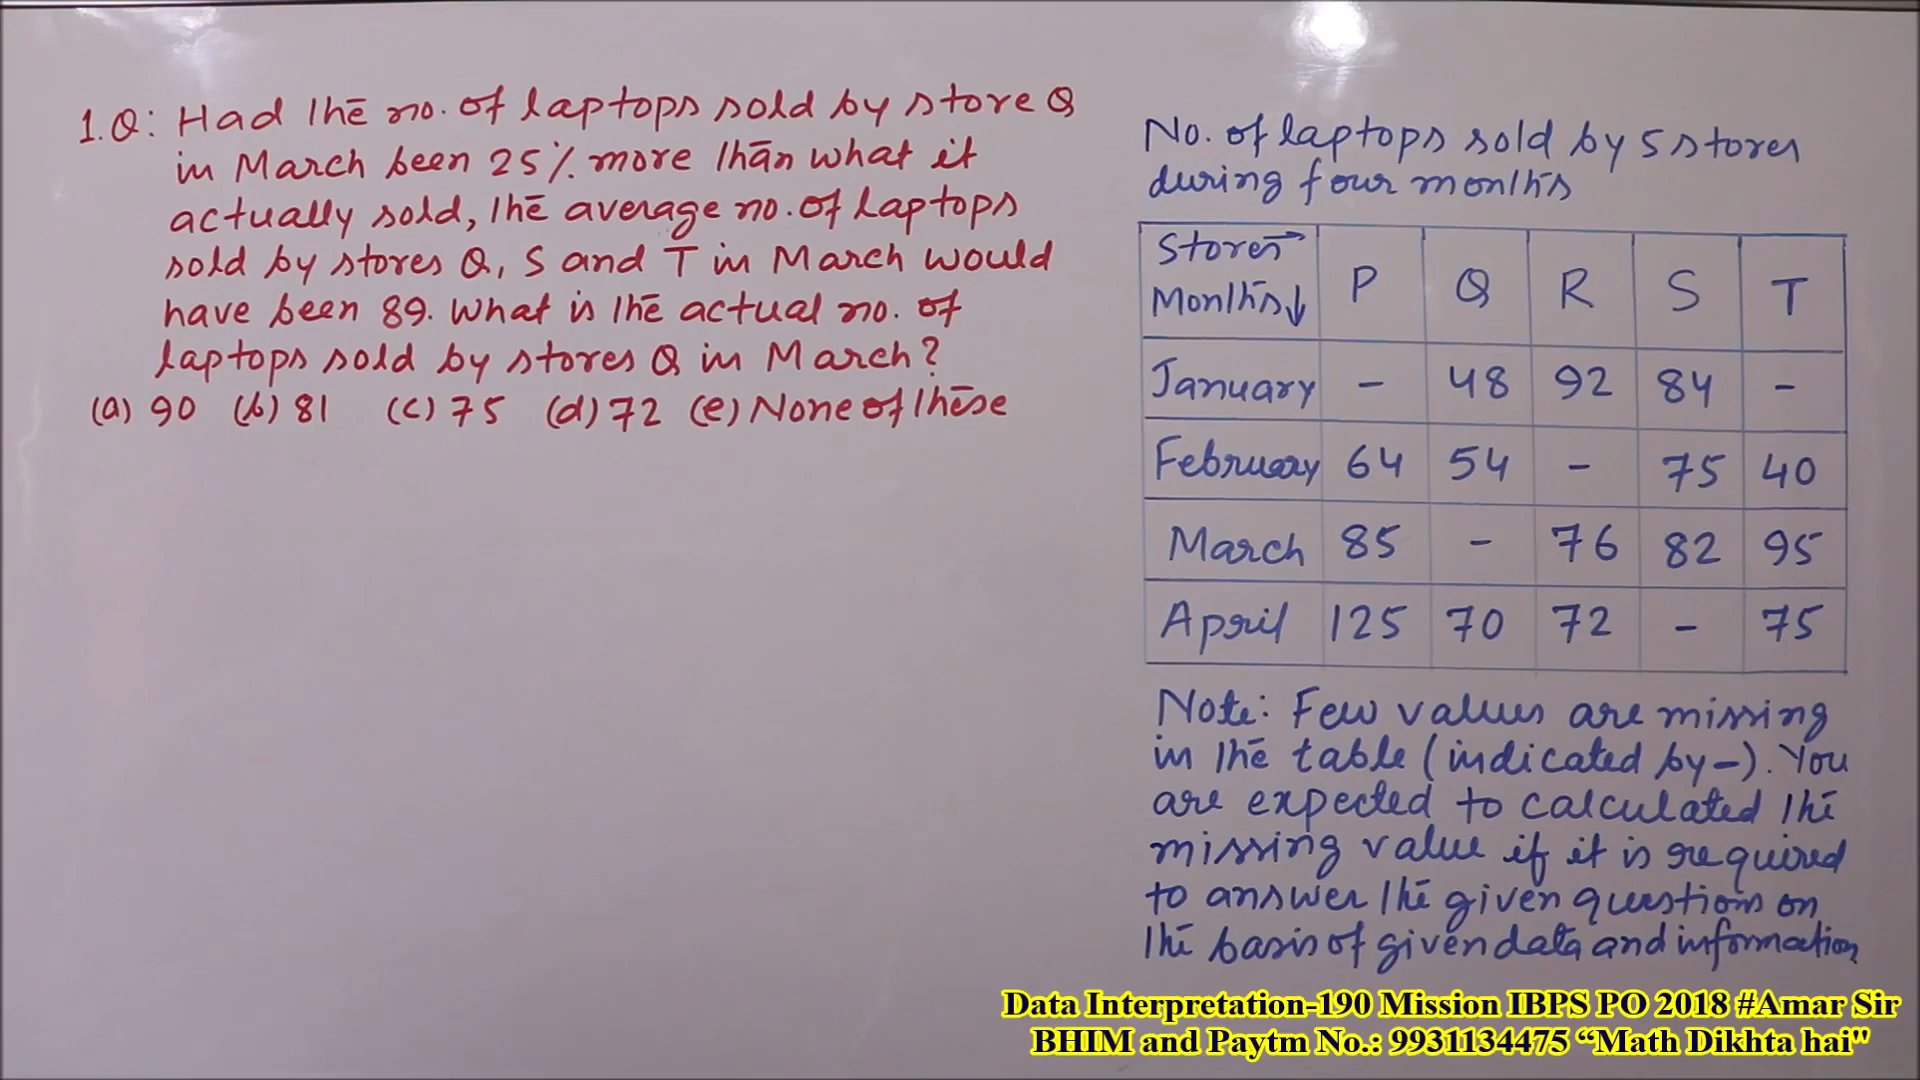 1.Q: Had the no. of laptops sold by store Q
in March been 25% more than what it
actually sold, the average no. of laptops
sold by stores Q, S and T in March would
have been 89. What is the actual no. of
laptops sold by stores Q in March?
(a) 90 (b) 81 (c) 75 (d) 72 (e) None of these
No. of laptops sold by 5 stores
during four months
Stores→
Months↓ P Q R S T
January - 48 92 84 -
February 64 54 - 75 40
March 85 - 76 82 95
April 125 70 72 - 75
Note: Few values are missing
in the table (indicated by-). You
are expected to calculated the
missing value if it is required
to answer the given questions on
the basis of given data and information
Data Interpretation-190 Mission IBPS PO 2018 #Amar Sir
BHIM and Paytm No.: 9931134475 “Math Dikhta hai"